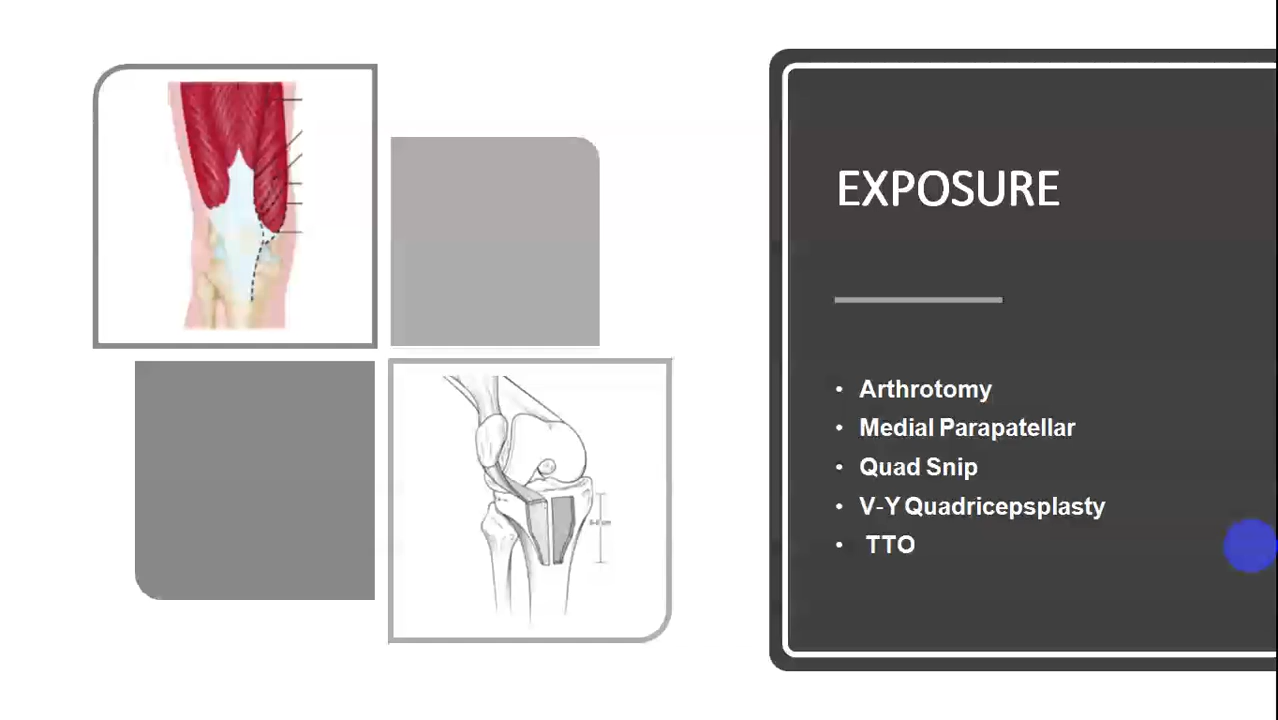 EXPOSURE
• Arthrotomy
• Medial Parapatellar
• Quad Snip
• V-Y Quadricepsplasty
• TTO